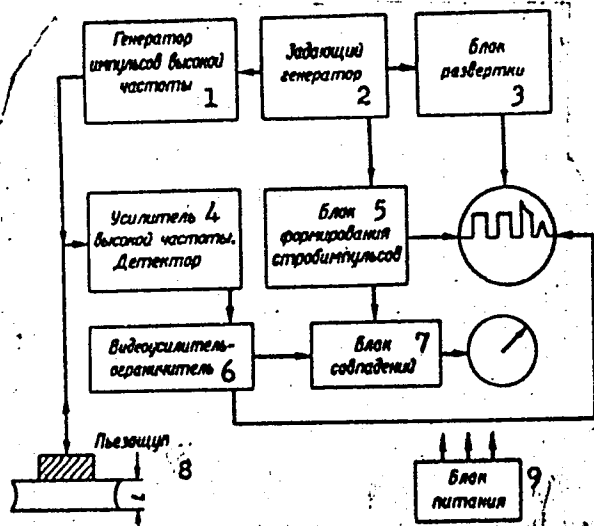 Генератор
импульсов высокой
частоты 1
Задающий
генератор
2
Блок
развертки
3
Усилитель 4
высокой частоты.
Детектор
Блок 5
формирования
стробимпульсов
Видеоусилитель-
ограничитель 6
Блок 7
совпадений
Пьезощуп
8
Блок 9
питания